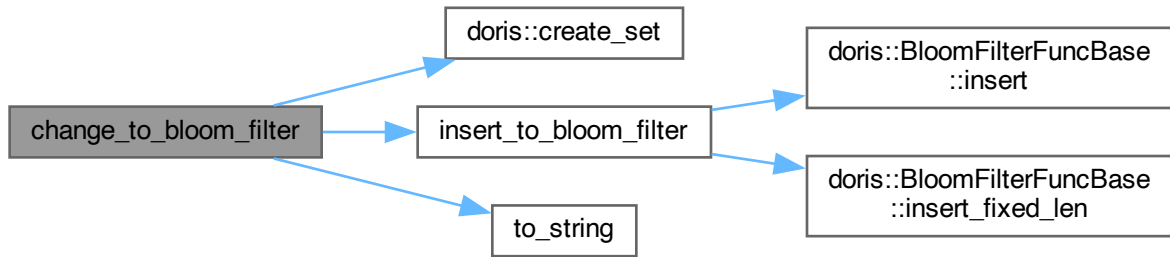 change_to_bloom_filter
doris::create_set
insert_to_bloom_filter
to_string
doris::BloomFilterFuncBase
::insert
doris::BloomFilterFuncBase
::insert_fixed_len